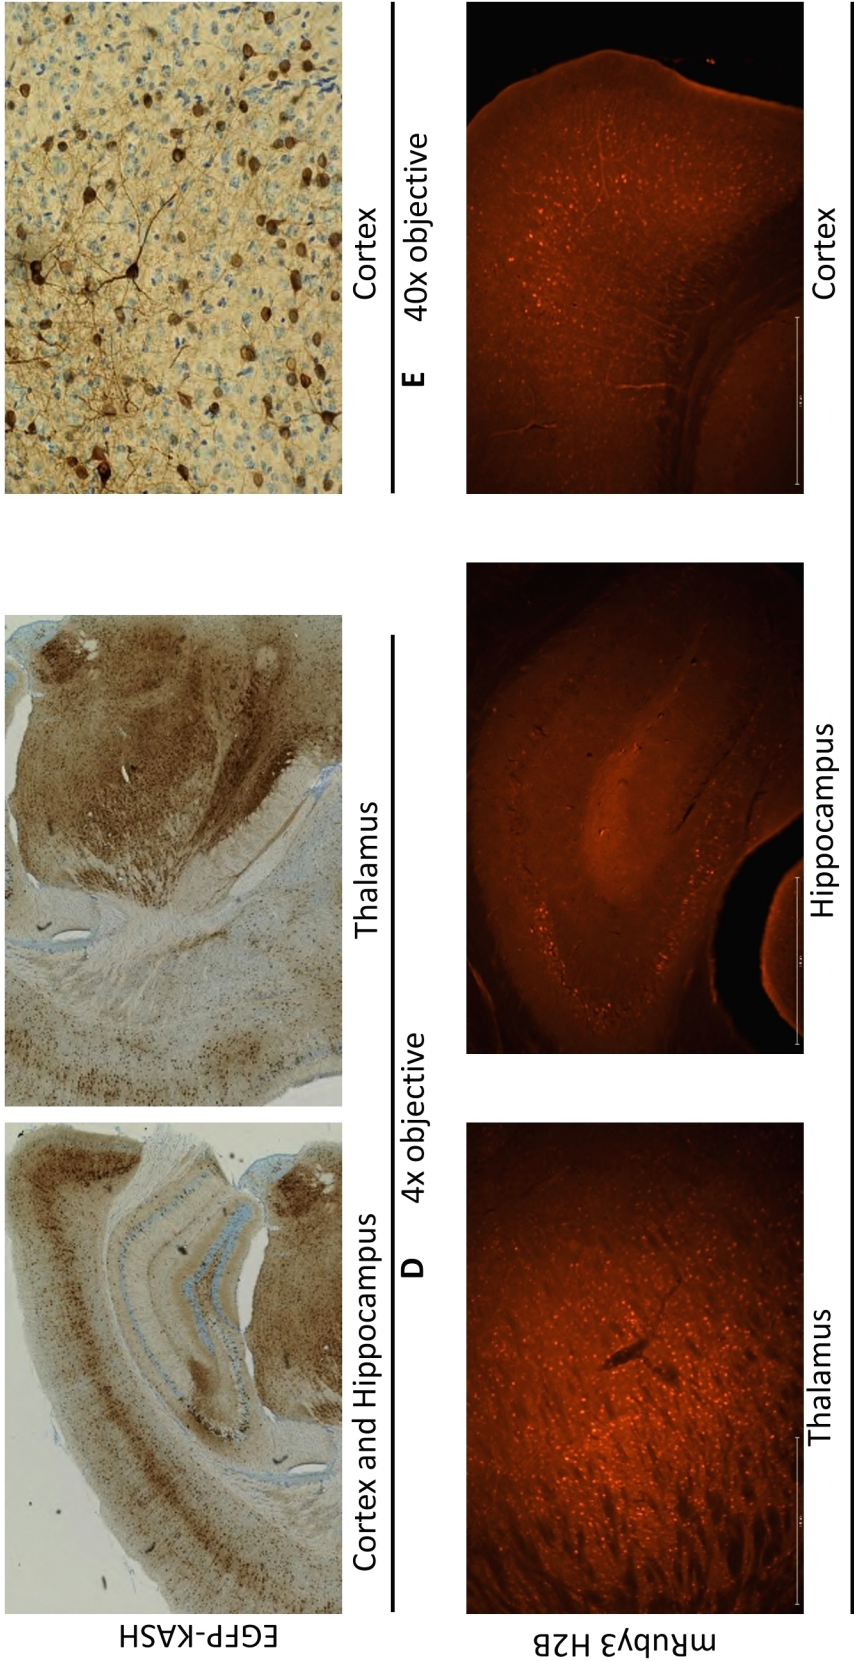 EGFP-KASH
Cortex and Hippocampus
Thalamus
Cortex
D
4x objective
E
40x objective
mRuby3 H2B
Thalamus
Hippocampus
Cortex